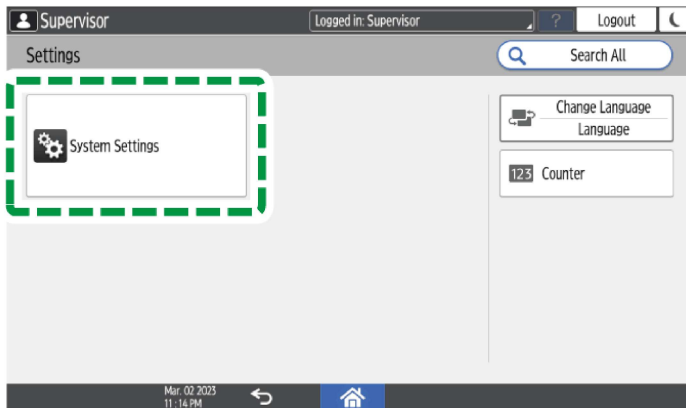 Supervisor
Logged in: Supervisor
?
Logout
Settings
Search All
System Settings
Change Language
Language
123 Counter
Mar. 02 2023
11 : 14 PM